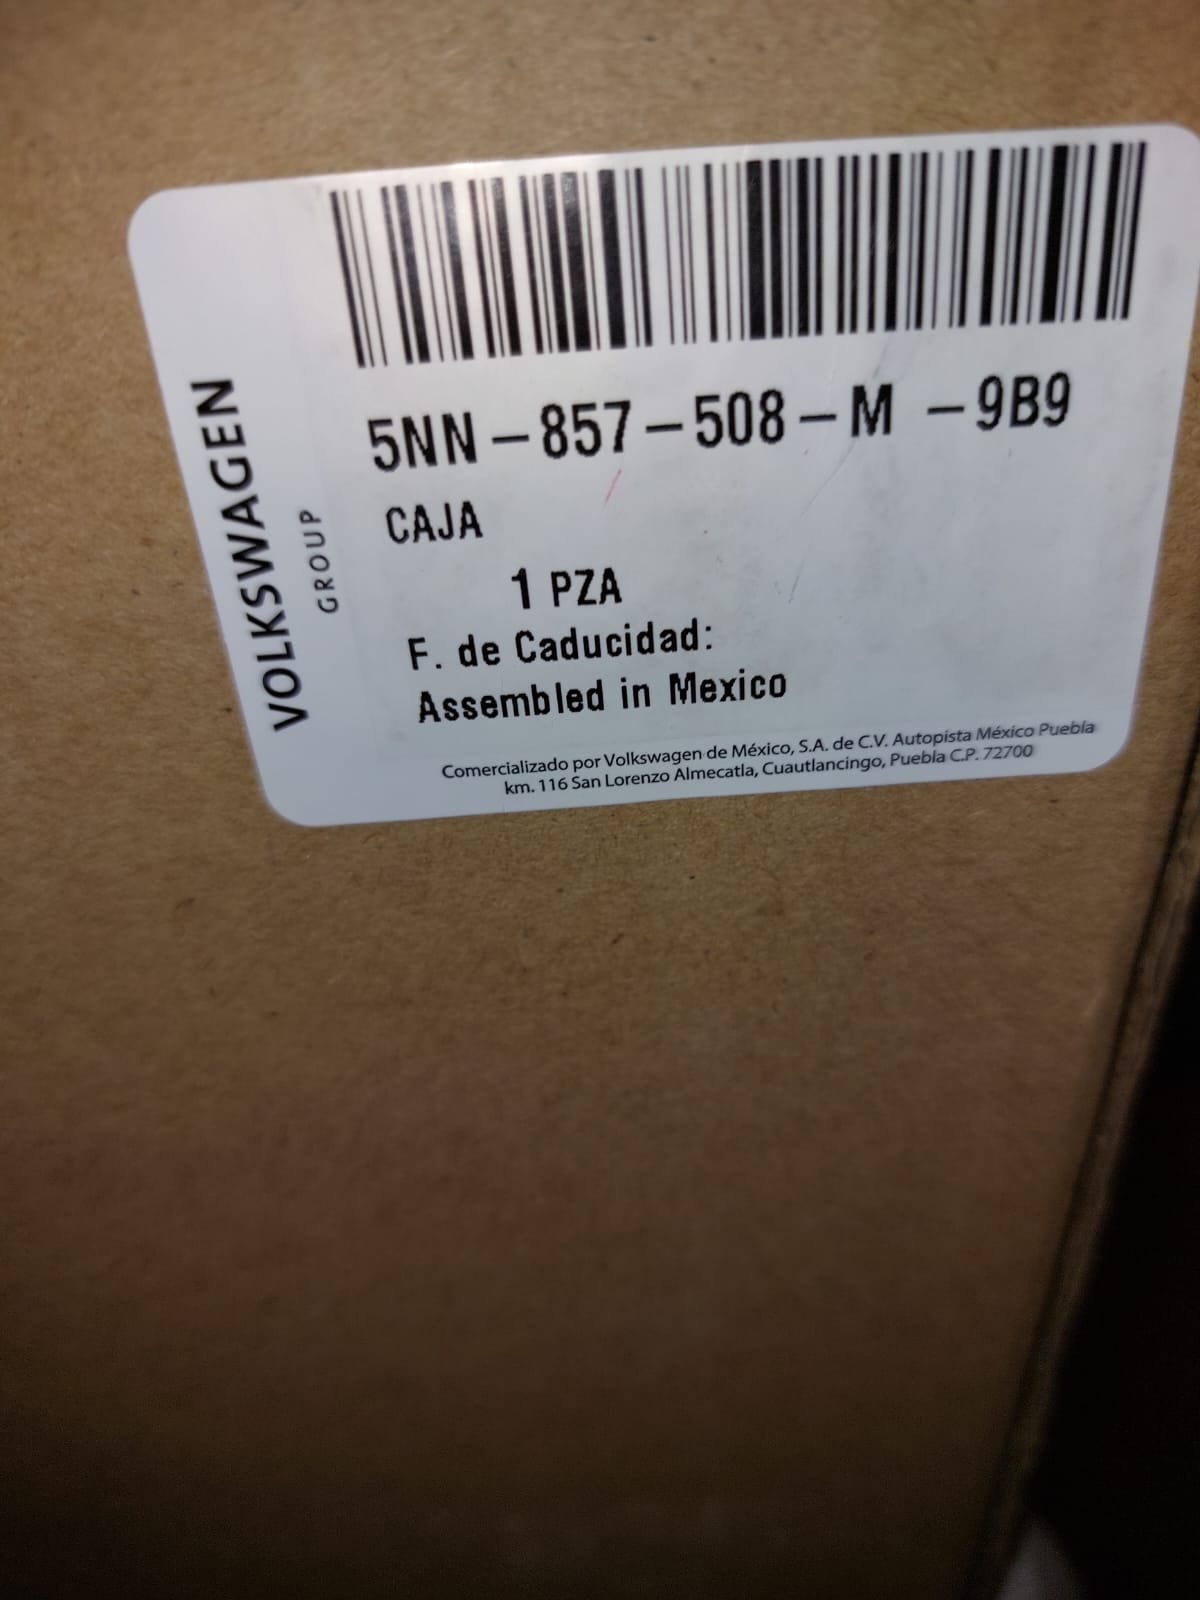 VOLKSWAGEN
GROUP
5NN-857-508-M -9B9
CAJA
1 PZA
F. de Caducidad:
Assembled in Mexico
Comercializado por Volkswagen de México, S.A. de C.V. Autopista México Puebla
km. 116 San Lorenzo Almecatla, Cuautlancingo, Puebla C.P. 72700